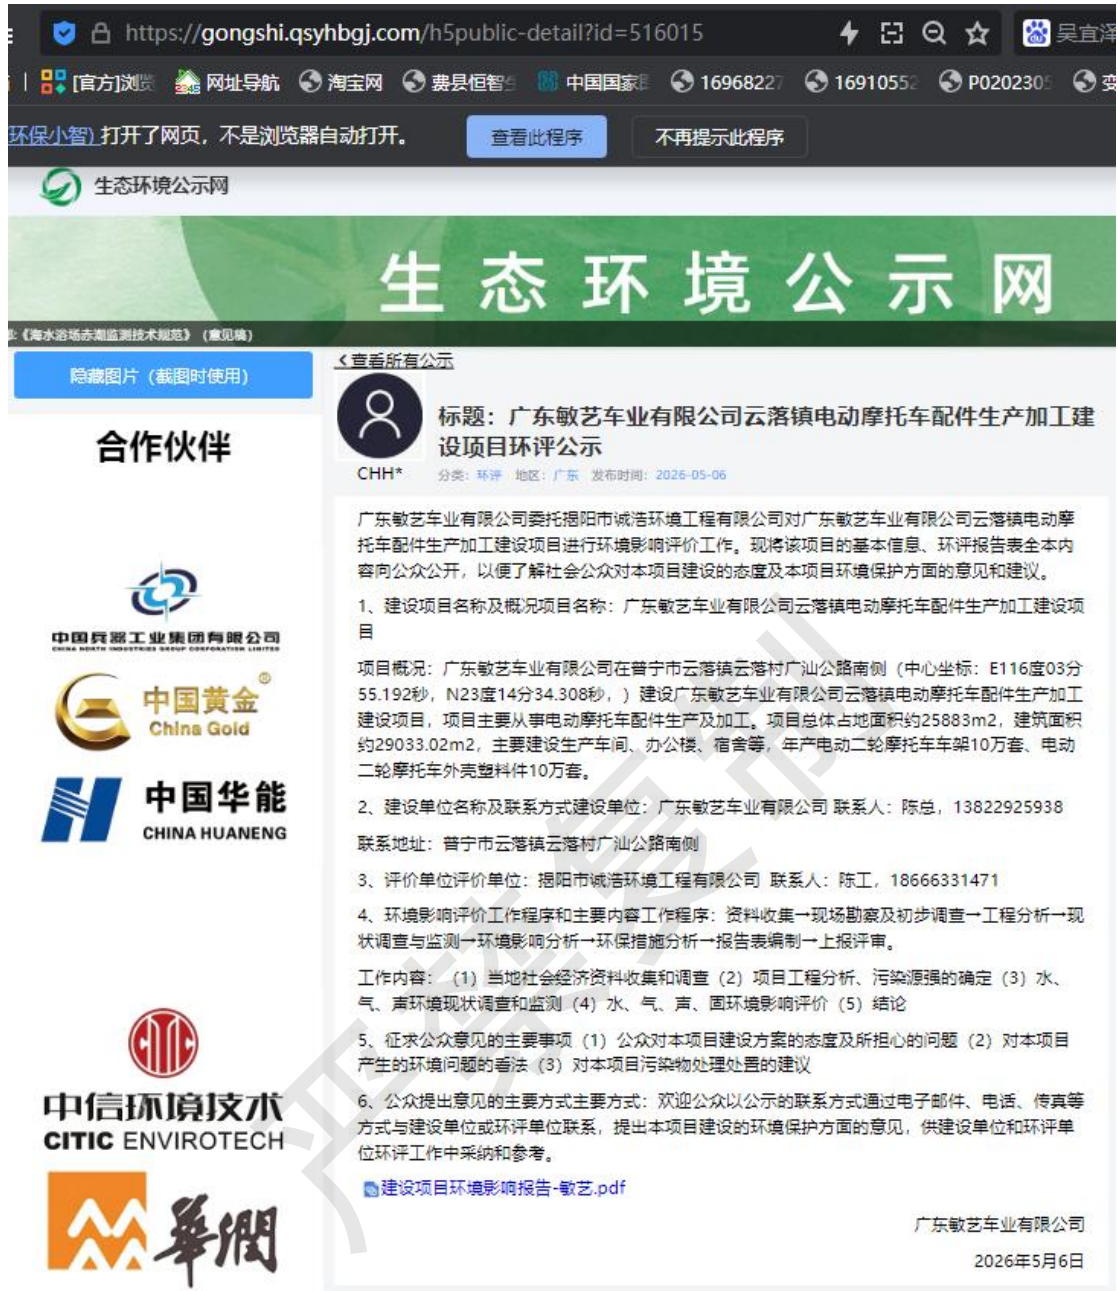 https://gongshi.qsyhbgj.com/h5public-detail?id=516015
吴宜泽
[官方]浏览 网址导航 淘宝网 费县恒智 中国国家 16968227 16910552 P0202305 变
环保小智) 打开了网页，不是浏览器自动打开。 查看此程序 不再提示此程序
生态环境公示网
生态环境公示网
《海水浴场赤潮监测技术规范》（意见稿）
隐藏图片（截图时使用）
合作伙伴
中国兵器工业集团有限公司
CHINA NORTH INDUSTRIES GROUP CORPORATION LIMITED
中国黄金
China Gold
中国华能
CHINA HUANENG
中信环境技术
CITIC ENVIROTECH
華潤
查看所有公示
标题：广东敏艺车业有限公司云落镇电动摩托车配件生产加工建
设项目环评公示
CHH*
分类：环评 地区：广东 发布时间：2026-05-06
广东敏艺车业有限公司委托揭阳市诚浩环境工程有限公司对广东敏艺车业有限公司云落镇电动摩
托车配件生产加工建设项目进行环境影响评价工作。现将该项目的基本信息、环评报告表全本内
容向公众公开，以便了解社会公众对本项目建设的态度及本项目环境保护方面的意见和建议。
1、建设项目名称及概况项目名称：广东敏艺车业有限公司云落镇电动摩托车配件生产加工建设项
目
项目概况：广东敏艺车业有限公司在普宁市云落镇云落村广汕公路南侧（中心坐标：E116度03分
55.192秒，N23度14分34.308秒，）建设广东敏艺车业有限公司云落镇电动摩托车配件生产加工
建设项目，项目主要从事电动摩托车配件生产及加工。项目总体占地面积约25883m2，建筑面积
约29033.02m2，主要建设生产车间、办公楼、宿舍等，年产电动二轮摩托车车架10万套、电动
二轮摩托车外壳塑料件10万套。
2、建设单位名称及联系方式建设单位：广东敏艺车业有限公司 联系人：陈总，13822925938
联系地址：普宁市云落镇云落村广汕公路南侧
3、评价单位评价单位：揭阳市诚浩环境工程有限公司 联系人：陈工，18666331471
4、环境影响评价工作程序和主要内容工作程序：资料收集→现场勘察及初步调查→工程分析→现
状调查与监测→环境影响分析→环保措施分析→报告表编制→上报评审。
工作内容：（1）当地社会经济资料收集和调查（2）项目工程分析、污染源强的确定（3）水、
气、声环境现状调查和监测（4）水、气、声、固环境影响评价（5）结论
5、征求公众意见的主要事项（1）公众对本项目建设方案的态度及所担心的问题（2）对本项目
产生的环境问题的看法（3）对本项目污染物处理处置的建议
6、公众提出意见的主要方式主要方式：欢迎公众以公示的联系方式通过电子邮件、电话、传真等
方式与建设单位或环评单位联系，提出本项目建设的环境保护方面的意见，供建设单位和环评单
位环评工作中采纳和参考。
建设项目环境影响报告-敏艺.pdf
广东敏艺车业有限公司
2026年5月6日
严禁复制